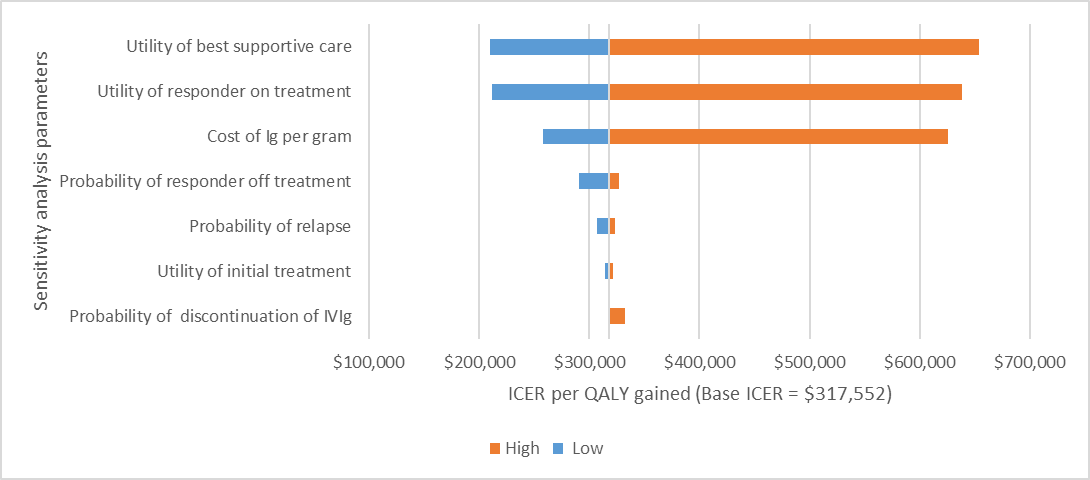 Sensitivity analysis parameters
Utility of best supportive care
Utility of responder on treatment
Cost of Ig per gram
Probability of responder off treatment
Probability of relapse
Utility of initial treatment
Probability of  discontinuation of IVIg
$100,000 $200,000 $300,000 $400,000 $500,000 $600,000 $700,000
ICER per QALY gained (Base ICER = $317,552)
High Low